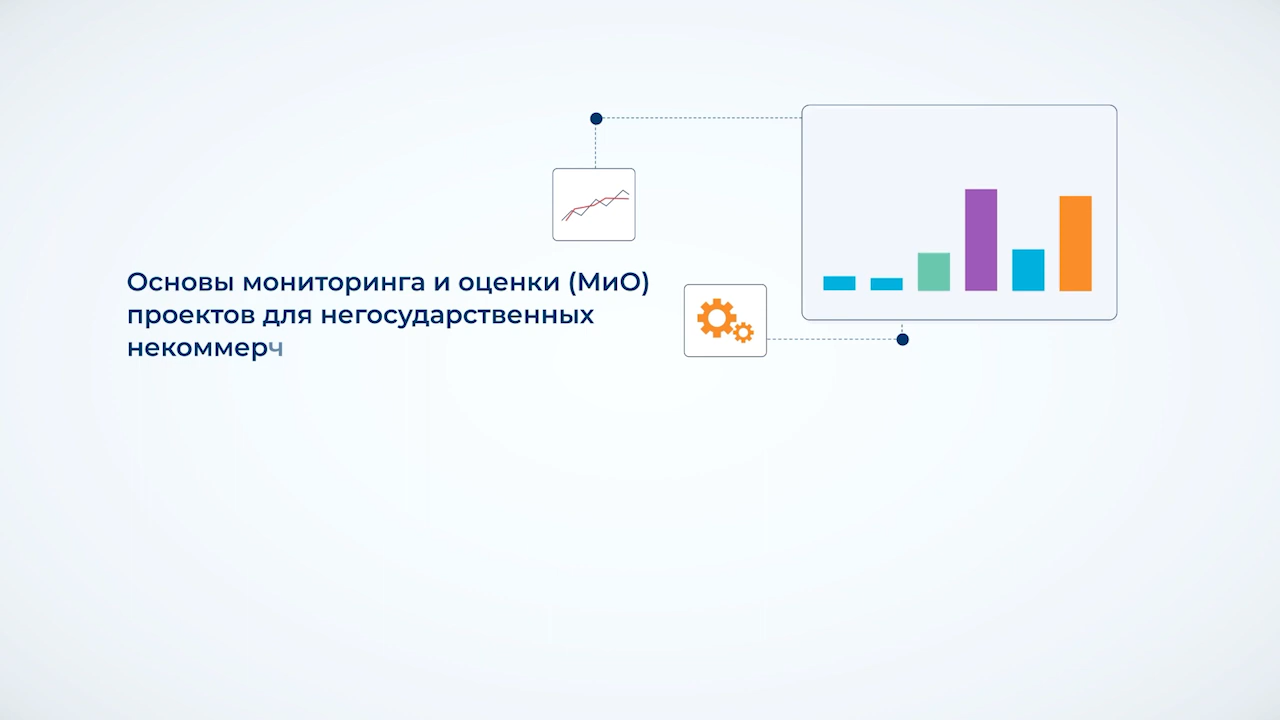 Основы мониторинга и оценки (МиО)
проектов для негосударственных
некоммерч